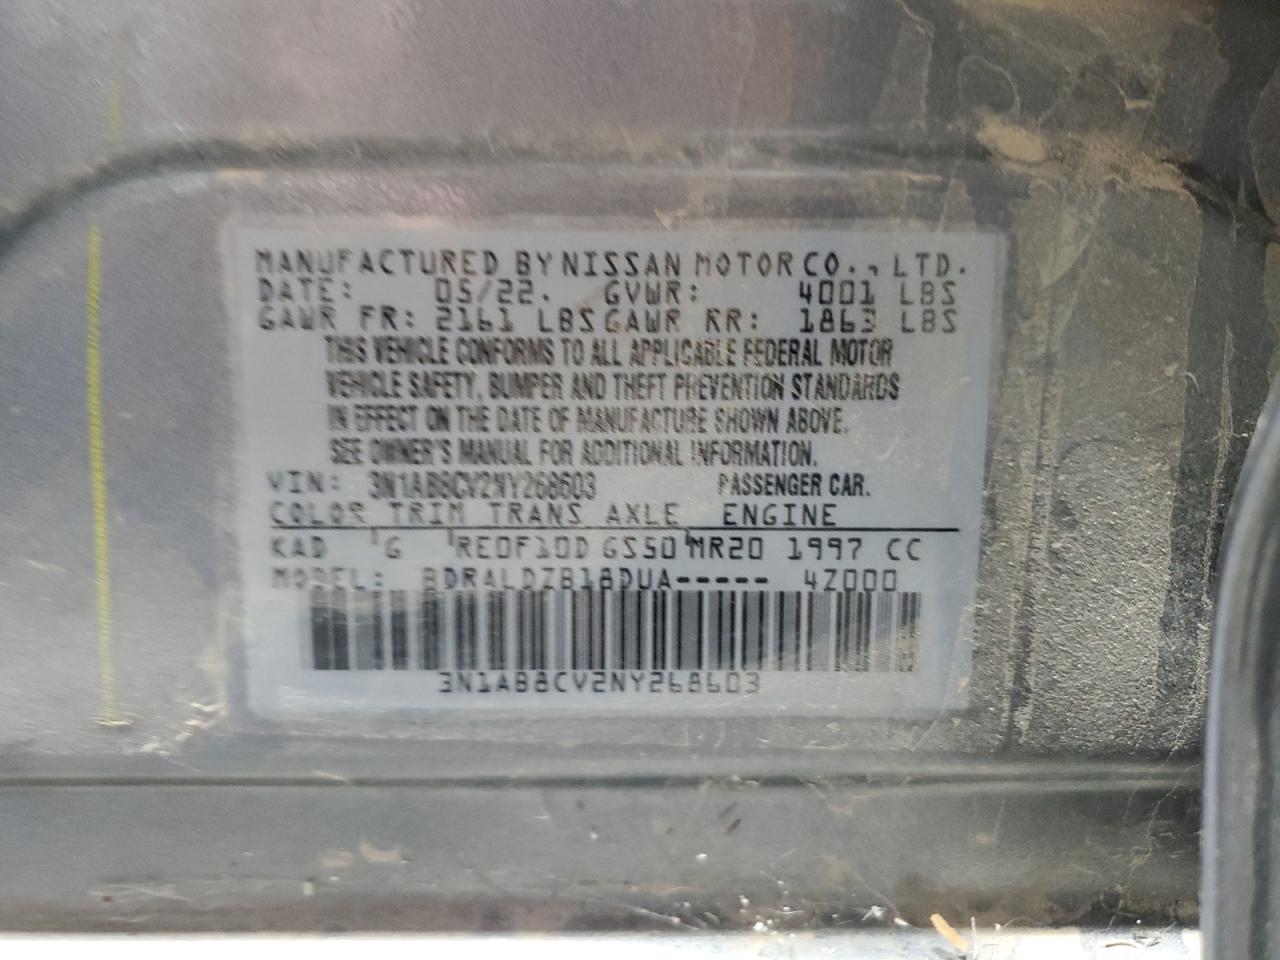 MANUFACTURED BY NISSAN MOTOR CO., LTD.
DATE: 05/22. GVWR: 4001 LBS
GAWR FR: 2161 LBS GAWR RR: 1863 LBS
THIS VEHICLE CONFORMS TO ALL APPLICABLE FEDERAL MOTOR
VEHICLE SAFETY, BUMPER AND THEFT PREVENTION STANDARDS
IN EFFECT ON THE DATE OF MANUFACTURE SHOWN ABOVE.
SEE OWNER'S MANUAL FOR ADDITIONAL INFORMATION.
VIN: 3N1AB8CV2NY268603 PASSENGER CAR.
COLOR TRIM TRANS AXLE ENGINE
KAD G RE0F10D GS50 MR20 1997 CC
MODEL: BDRALDZB18DUA----- 4Z000
3N1AB8CV2NY268603